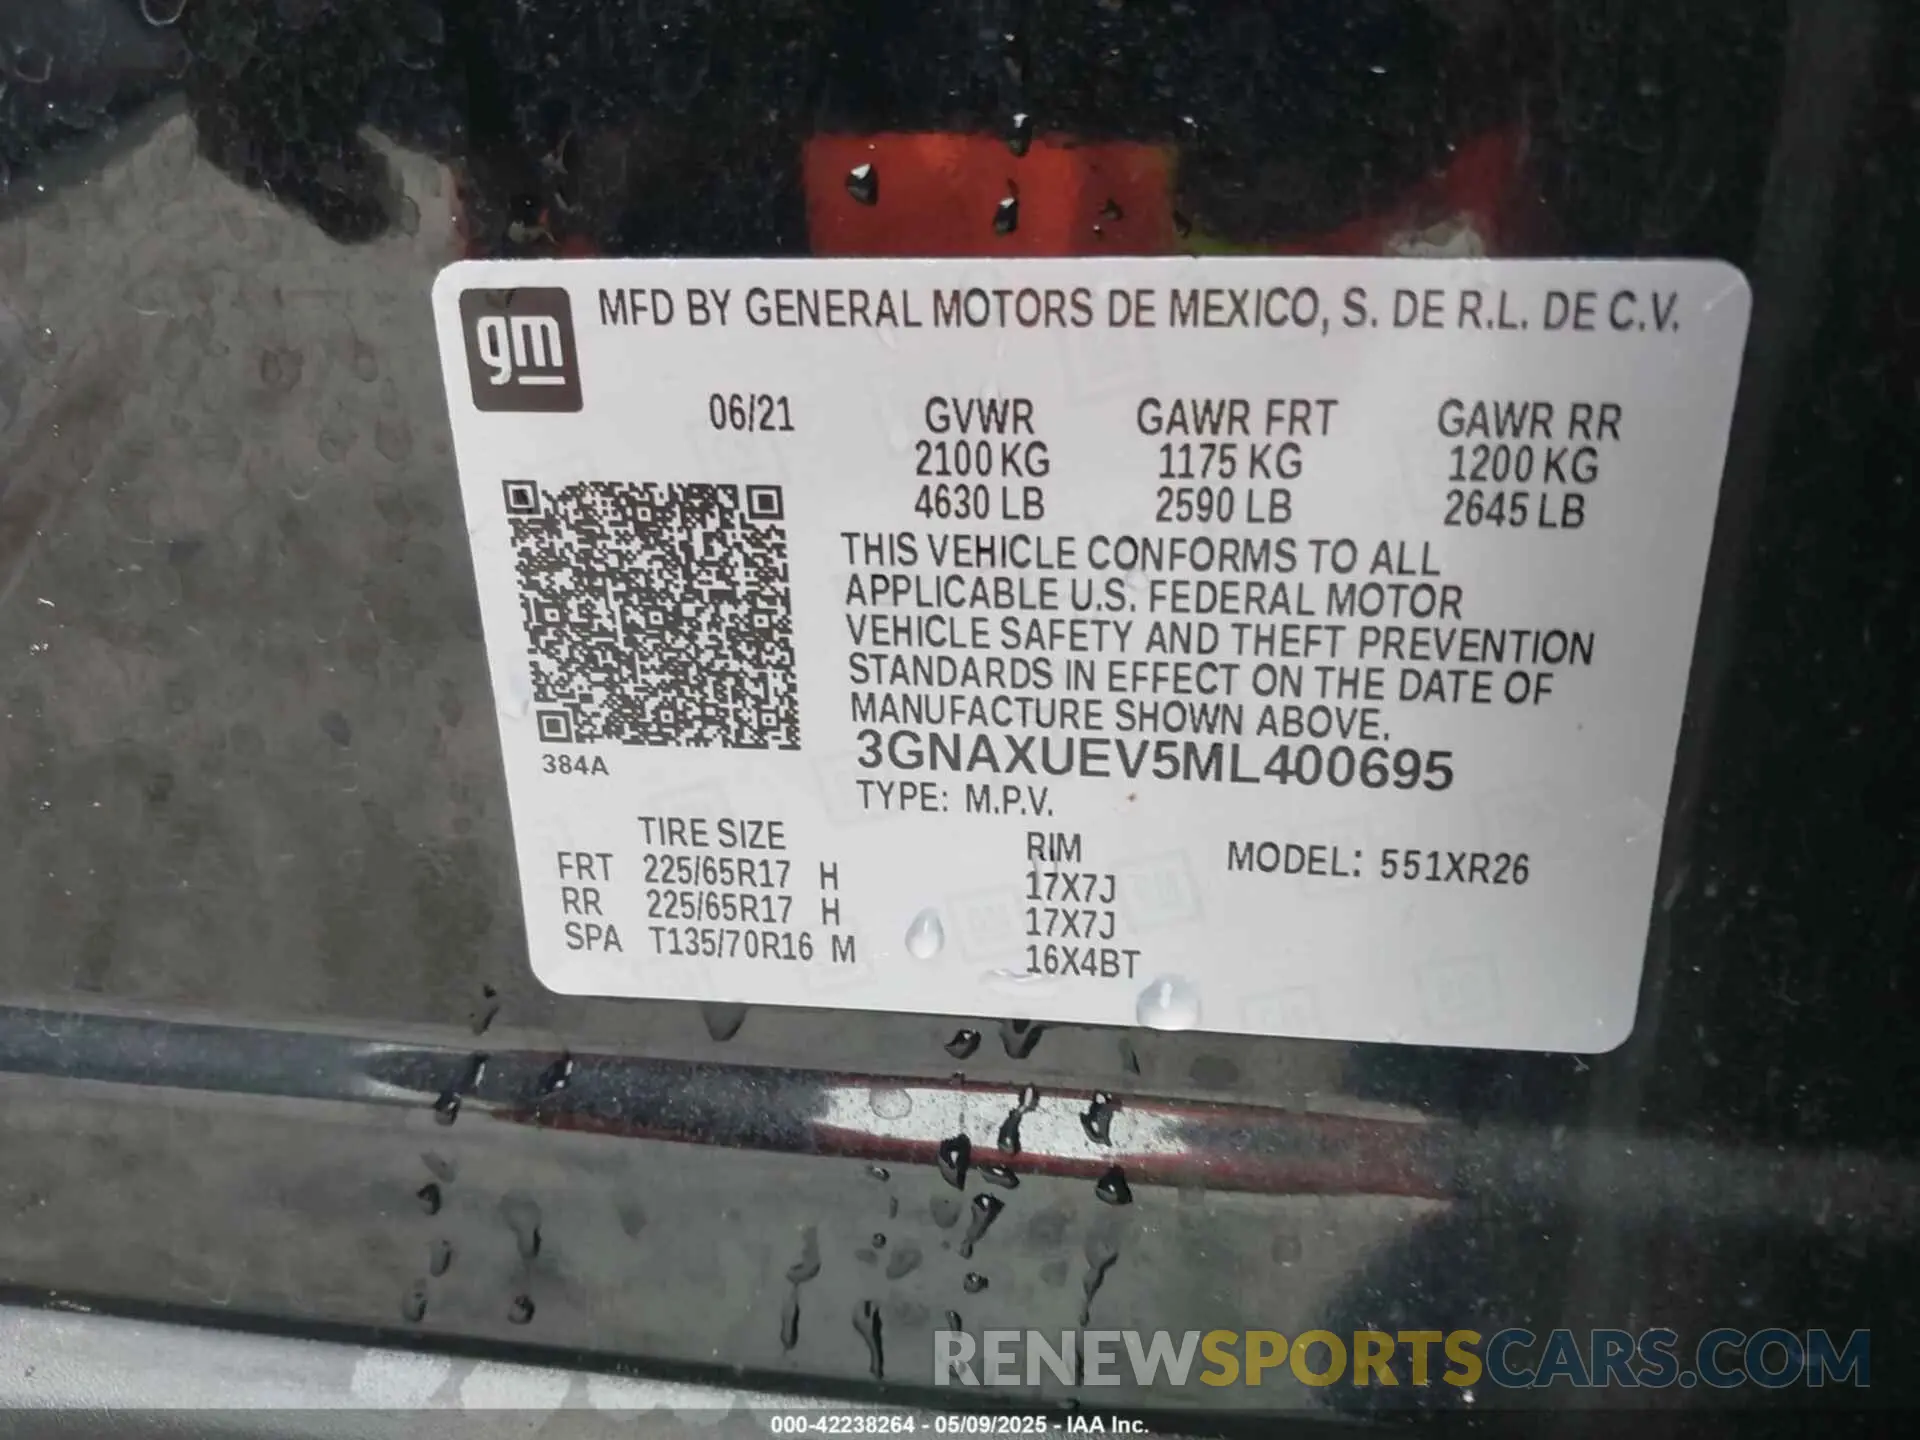 gm
MFD BY GENERAL MOTORS DE MEXICO, S. DE R.L. DE C.V.
06/21 GVWR GAWR FRT GAWR RR
2100 KG 1175 KG 1200 KG
4630 LB 2590 LB 2645 LB
THIS VEHICLE CONFORMS TO ALL
APPLICABLE U.S. FEDERAL MOTOR
VEHICLE SAFETY AND THEFT PREVENTION
STANDARDS IN EFFECT ON THE DATE OF
MANUFACTURE SHOWN ABOVE.
3GNAXUEV5ML400695
384A
TYPE: M.P.V.
TIRE SIZE RIM MODEL: 551XR26
FRT 225/65R17 H 17X7J
RR 225/65R17 H 17X7J
SPA T135/70R16 M 16X4BT
RENEWSPORTSCARS.COM
000-42238264 - 05/09/2025 - IAA Inc.